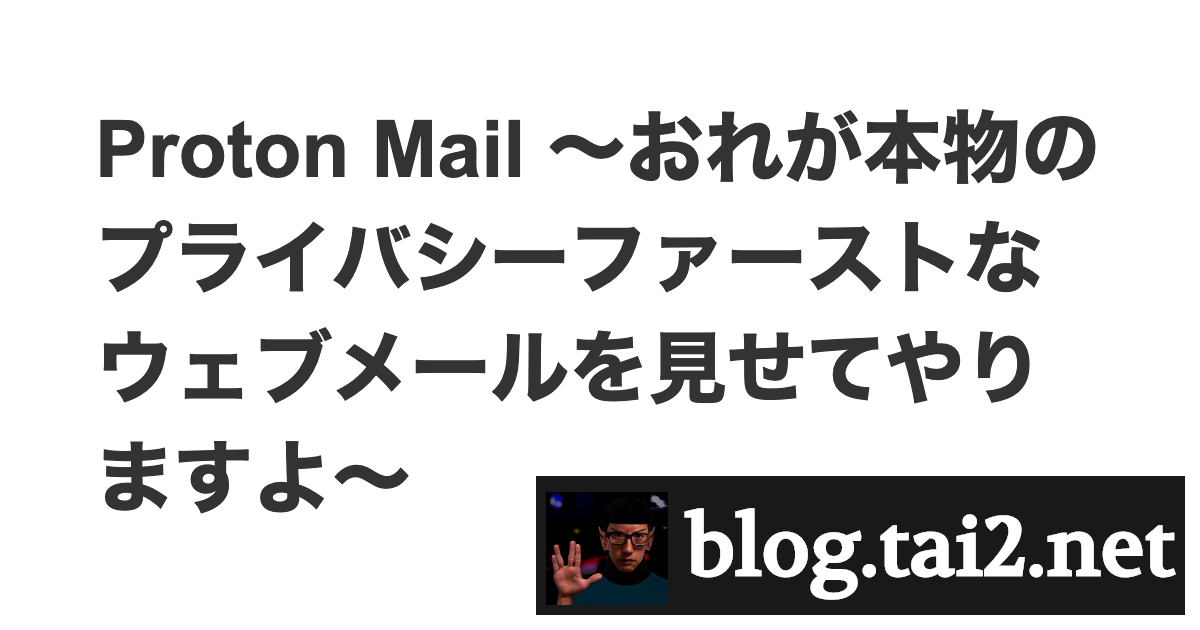 Proton Mail 〜おれが本物の
プライバシーファーストな
ウェブメールを見せてやり
ますよ〜
blog.tai2.net